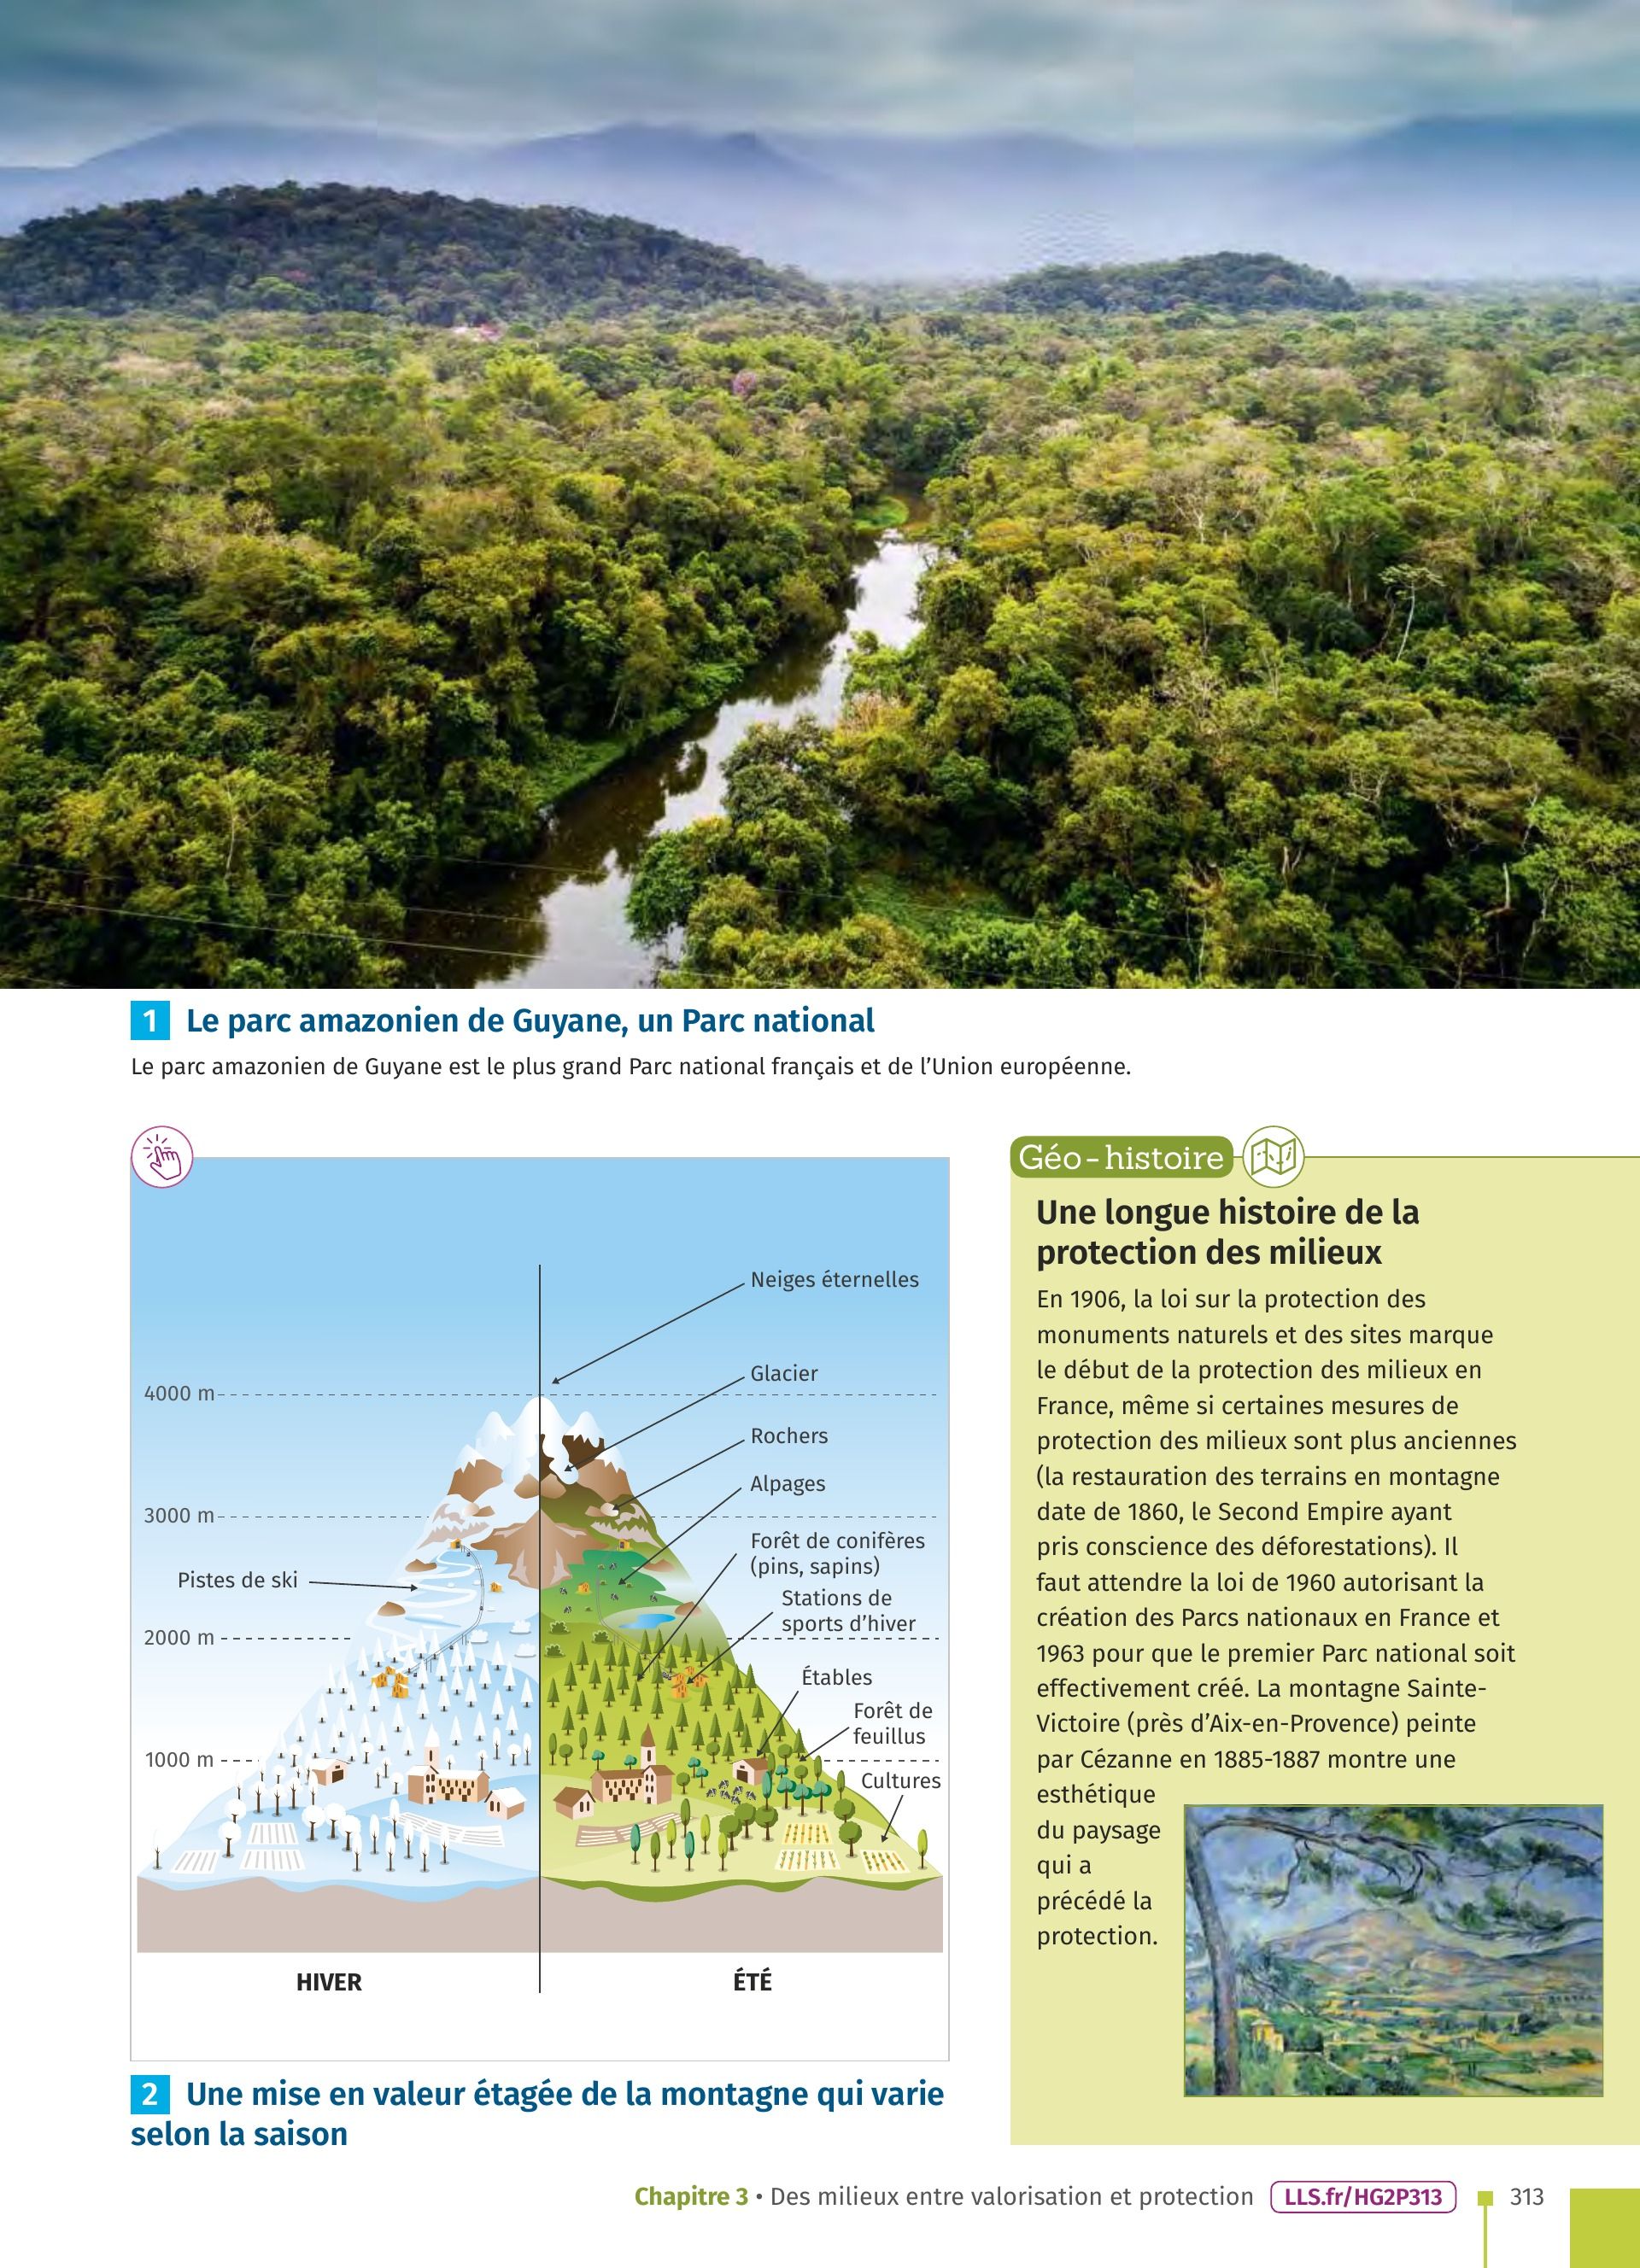 1 Le parc amazonien de Guyane, un Parc national
Le parc amazonien de Guyane est le plus grand Parc national français et de l'Union européenne.
Neiges éternelles
Glacier
4000 m
Rochers
Alpages
3000 m
Forêt de conifères
(pins, sapins)
Pistes de ski
Stations de
sports d'hiver
2000 m
Étables
Forêt de
feuillus
1000 m
Cultures
HIVER
ÉTÉ
2 Une mise en valeur étagée de la montagne qui varie
selon la saison
Géo-histoire
Une longue histoire de la
protection des milieux
En 1906, la loi sur la protection des
monuments naturels et des sites marque
le début de la protection des milieux en
France, même si certaines mesures de
protection des milieux sont plus anciennes
(la restauration des terrains en montagne
date de 1860, le Second Empire ayant
pris conscience des déforestations). Il
faut attendre la loi de 1960 autorisant la
création des Parcs nationaux en France et
1963 pour que le premier Parc national soit
effectivement créé. La montagne Sainte-
Victoire (près d'Aix-en-Provence) peinte
par Cézanne en 1885-1887 montre une
esthétique
du paysage
qui a
précédé la
protection.
Chapitre 3 • Des milieux entre valorisation et protection LLS.fr/HG2P313 313